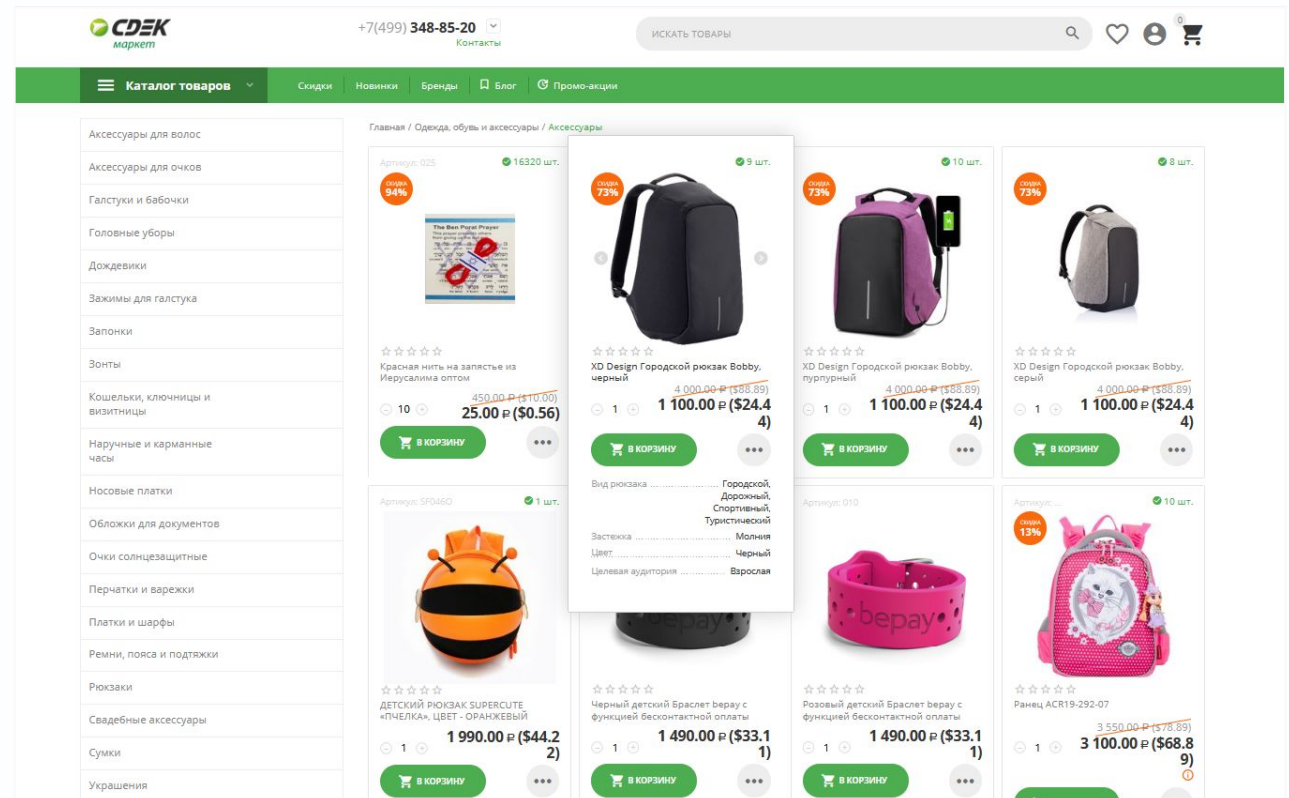 CDEK
маркет
+7(499) 348-85-20
Контакты
ИСКАТЬ ТОВАРЫ
0
Каталог товаров
Скидки
Новинки
Бренды
Блог
Промо-акции
Аксессуары для волос
Аксессуары для очков
Галстуки и бабочки
Головные уборы
Дождевики
Зажимы для галстука
Запонки
Зонты
Кошельки, ключницы и
визитницы
Наручные и карманные
часы
Носовые платки
Обложки для документов
Очки солнцезащитные
Перчатки и варежки
Платки и шарфы
Ремни, пояса и подтяжки
Рюкзаки
Свадебные аксессуары
Сумки
Украшения
Главная / Одежда, обувь и аксессуары / Аксессуары
Артикул: 025
16320 шт.
СКИДКА
94%
The Ben Porat Prayer
Красная нить на запястье из
Иерусалима оптом
450.00 ₽ ($10.00)
10
25.00 ₽ ($0.56)
В КОРЗИНУ
9 шт.
СКИДКА
73%
XD Design Городской рюкзак Bobby,
черный
4 000.00 ₽ ($88.89)
1
1 100.00 ₽ ($24.4
4)
В КОРЗИНУ
Вид рюкзака
Городской,
Дорожный,
Спортивный,
Туристический
Застежка
Молния
Цвет
Черный
Целевая аудитория
Взрослая
10 шт.
СКИДКА
73%
XD Design Городской рюкзак Bobby,
пурпурный
4 000.00 ₽ ($88.89)
1
1 100.00 ₽ ($24.4
4)
В КОРЗИНУ
8 шт.
СКИДКА
73%
XD Design Городской рюкзак Bobby,
серый
4 000.00 ₽ ($88.89)
1
1 100.00 ₽ ($24.4
4)
В КОРЗИНУ
Артикул: SF046O
1 шт.
ДЕТСКИЙ РЮКЗАК SUPERCUTE
«ПЧЕЛКА», ЦВЕТ - ОРАНЖЕВЫЙ
1
1 990.00 ₽ ($44.2
2)
В КОРЗИНУ
bepay
Черный детский Браслет bepay с
функцией бесконтактной оплаты
1
1 490.00 ₽ ($33.1
1)
В КОРЗИНУ
Артикул: 010
bepay
Розовый детский Браслет bepay с
функцией бесконтактной оплаты
1
1 490.00 ₽ ($33.1
1)
В КОРЗИНУ
Артикул: ...
10 шт.
СКИДКА
13%
Ранец ACR19-292-07
3 550.00 ₽ ($78.89)
1
3 100.00 ₽ ($68.8
9)